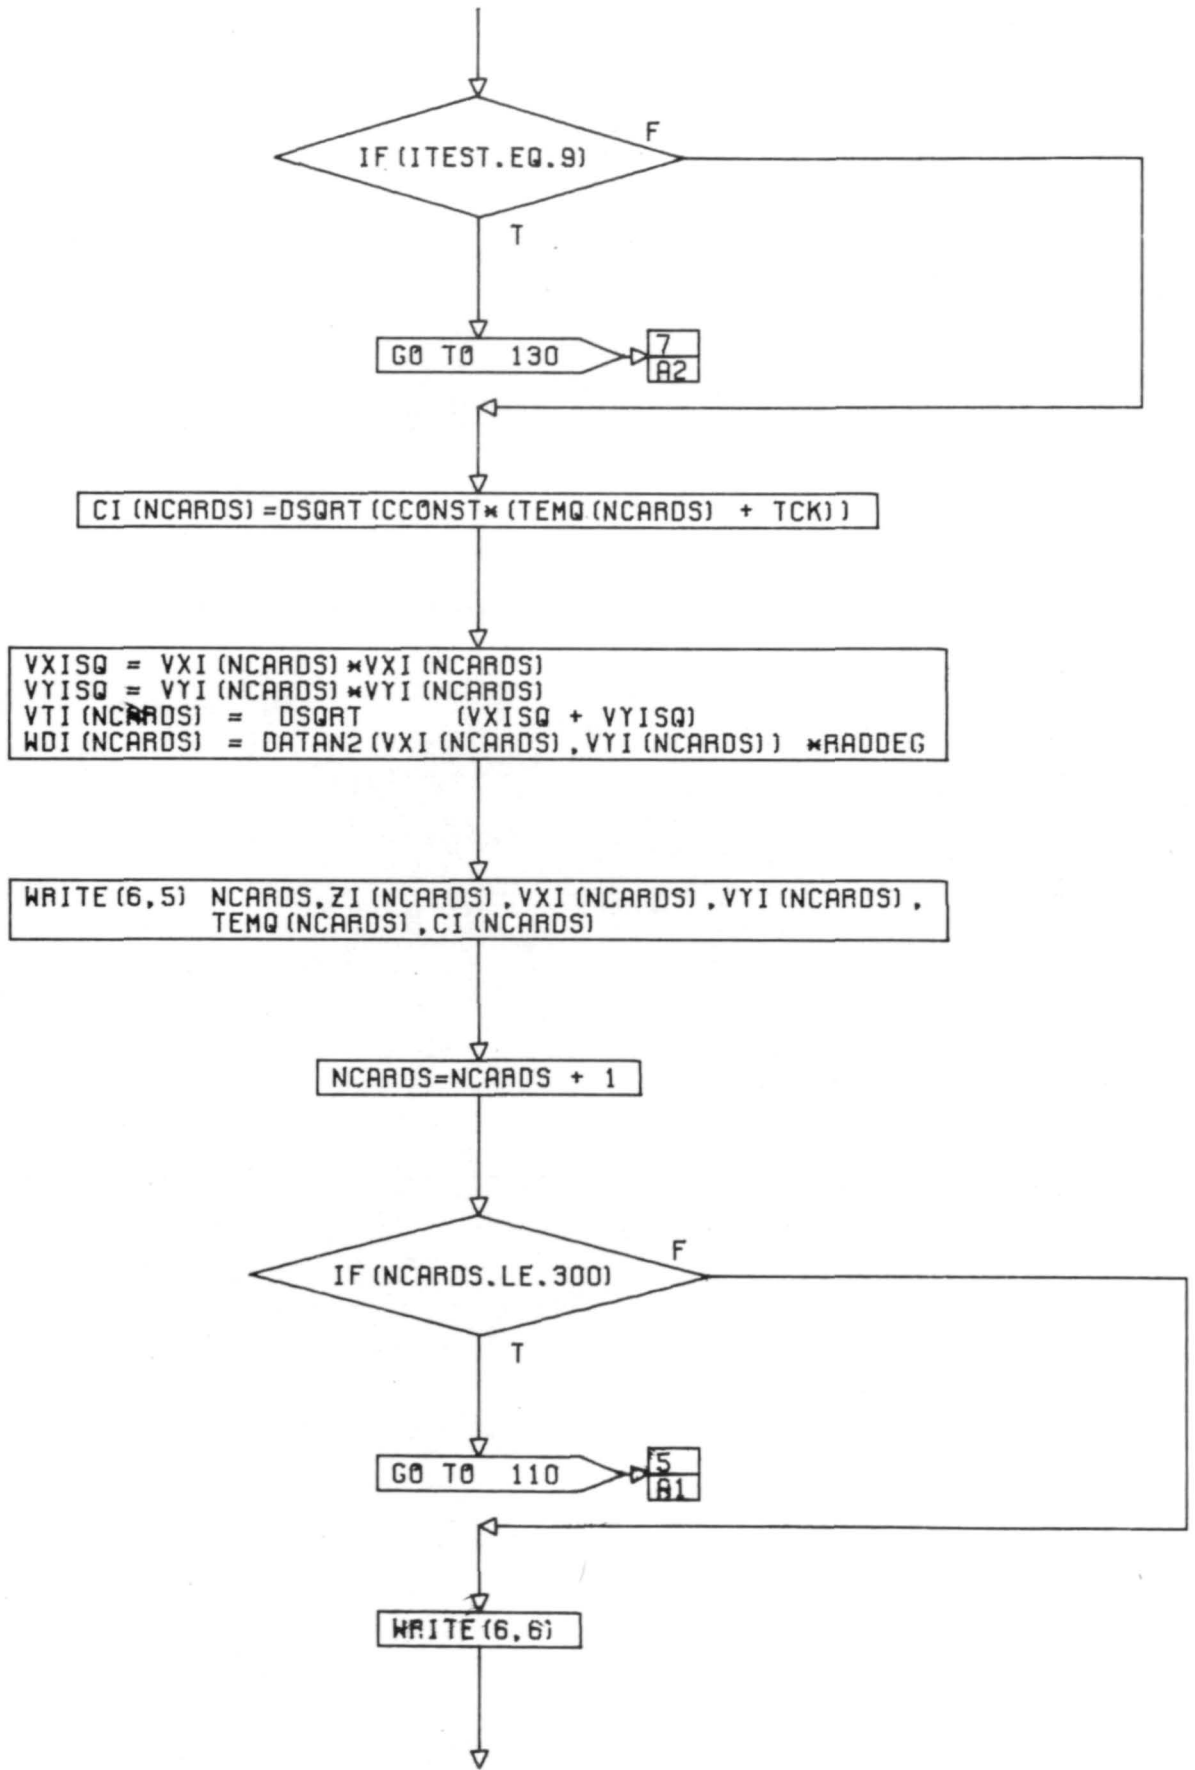 F
IF(ITEST.EQ.9)
T
GO TO 130
7
A2
CI(NCARDS)=DSQRT(CCONST*(TEMQ(NCARDS) + TCK))
VXISQ = VXI(NCARDS)*VXI(NCARDS)
VYISQ = VYI(NCARDS)*VYI(NCARDS)
VTI(NCARDS) = DSQRT (VXISQ + VYISQ)
WDI(NCARDS) = DATAN2(VXI(NCARDS),VYI(NCARDS)) *RADDEG
WRITE(6,5) NCARDS,ZI(NCARDS),VXI(NCARDS),VYI(NCARDS),
TEMQ(NCARDS),CI(NCARDS)
NCARDS=NCARDS + 1
F
IF(NCARDS.LE.300)
T
GO TO 110
5
A1
WRITE(6,6)